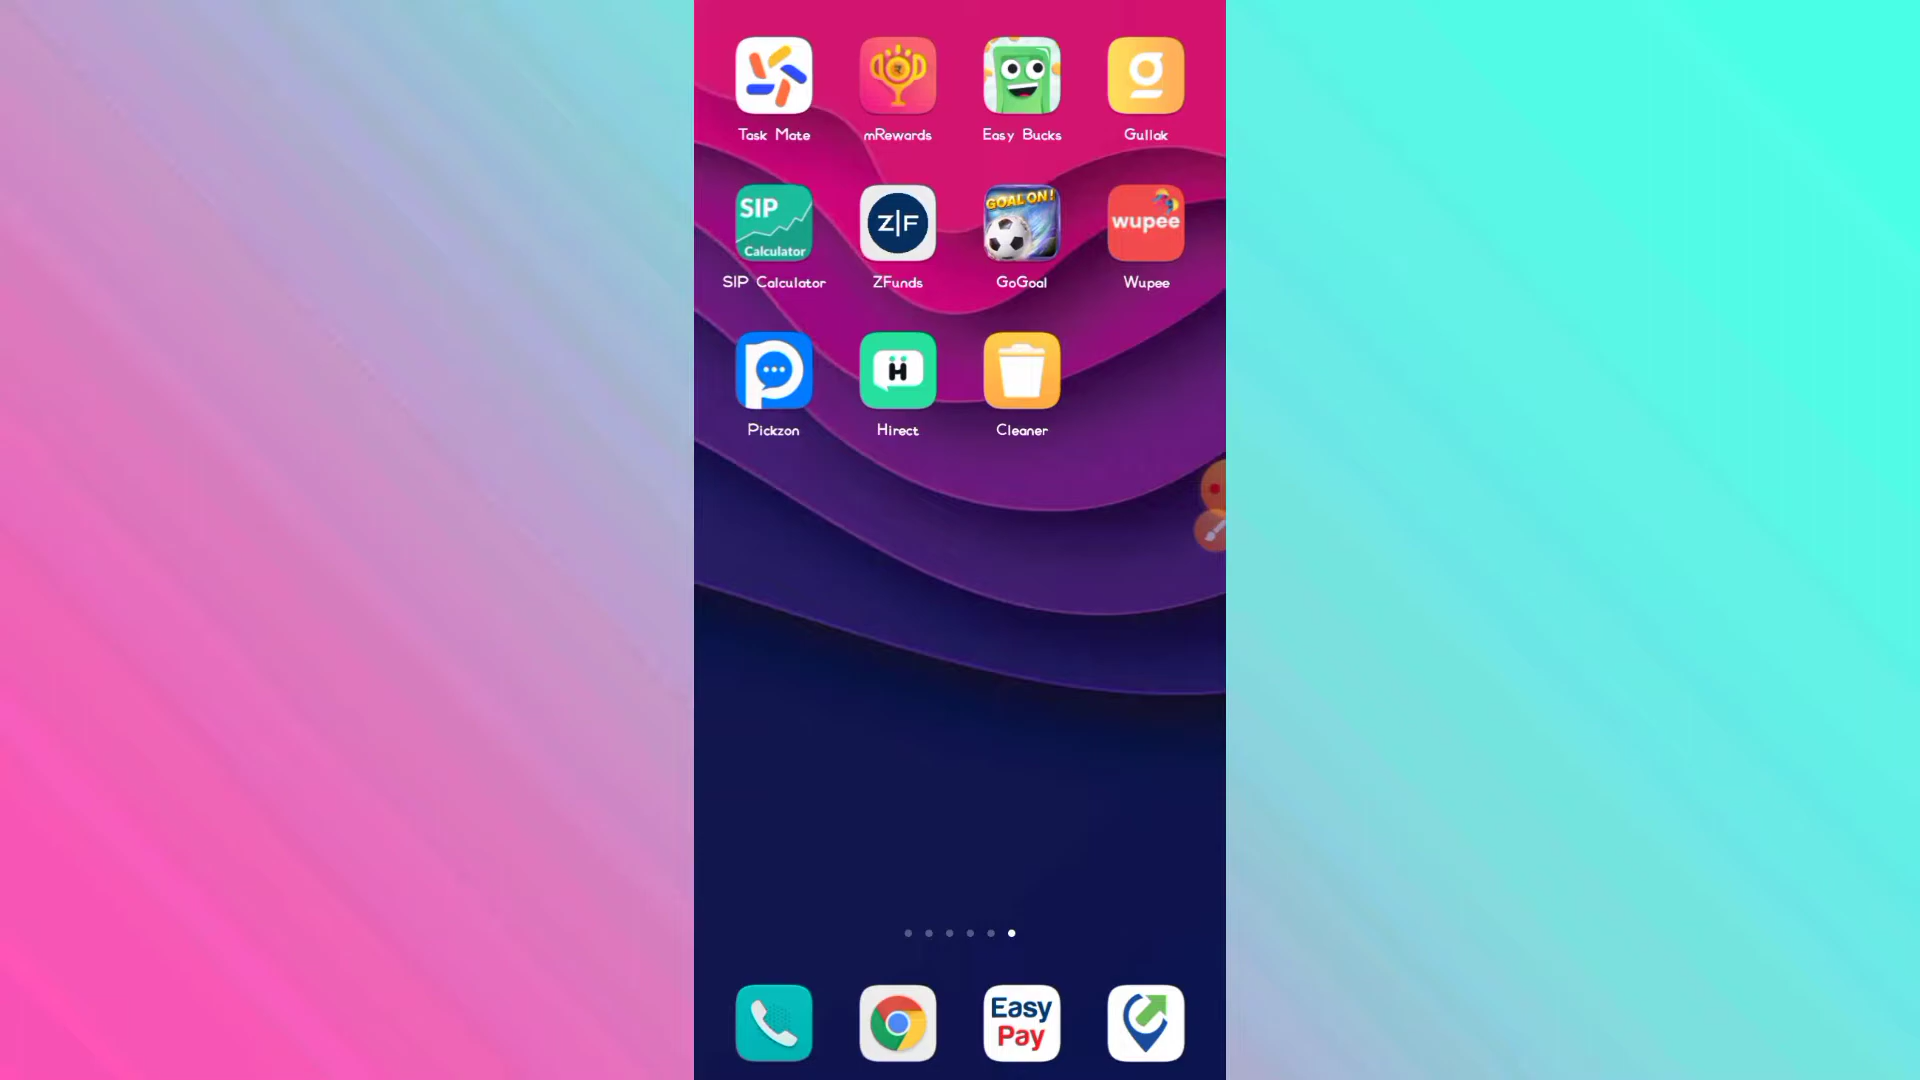 Task Mate
mRewards
Easy Bucks
Gullak
SIP
Calculator
Z|F
GOAL ON!
wupee
SIP Calculator
ZFunds
GoGoal
Wupee
H
Pickzon
Hirect
Cleaner
Easy
Pay